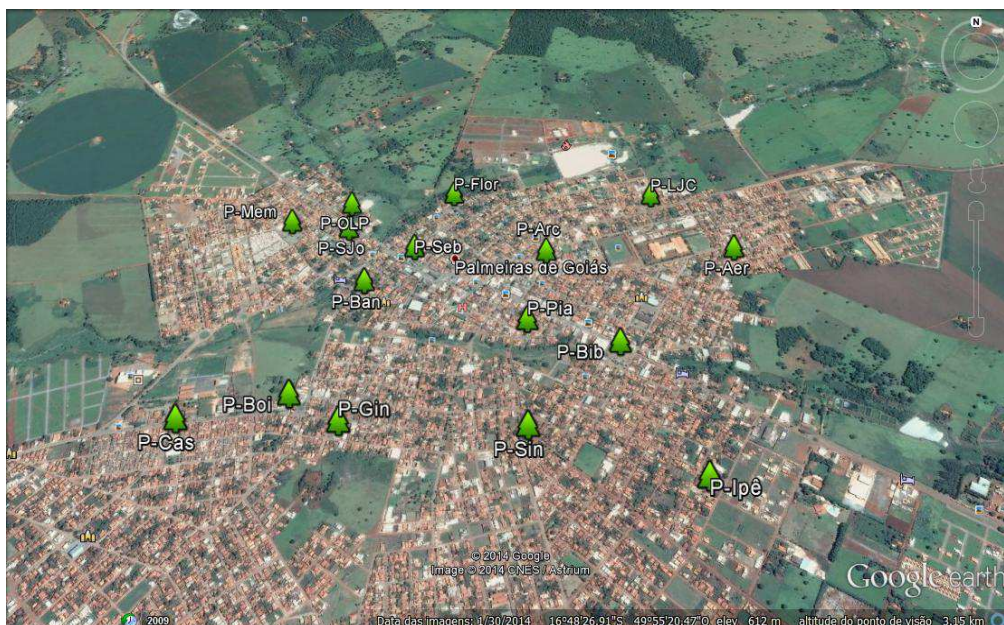 N
P-Flor
P-LJC
P-Mem
P-OLP
P-SJo
P-Seb
P-Arc
P-Aer
Palmeiras de Goiás
P-Ban
P-Pia
P-Bib
P-Boi
P-Gin
P-Cas
P-Sin
P-Ipê
© 2014 Google
Image © 2014 CNES / Astrium
Google earth
2009
Data das imagens: 1/30/2014 16°48'26.91"S 49°55'20.47"O elev 612 m altitude do ponto de visão 3.15 km